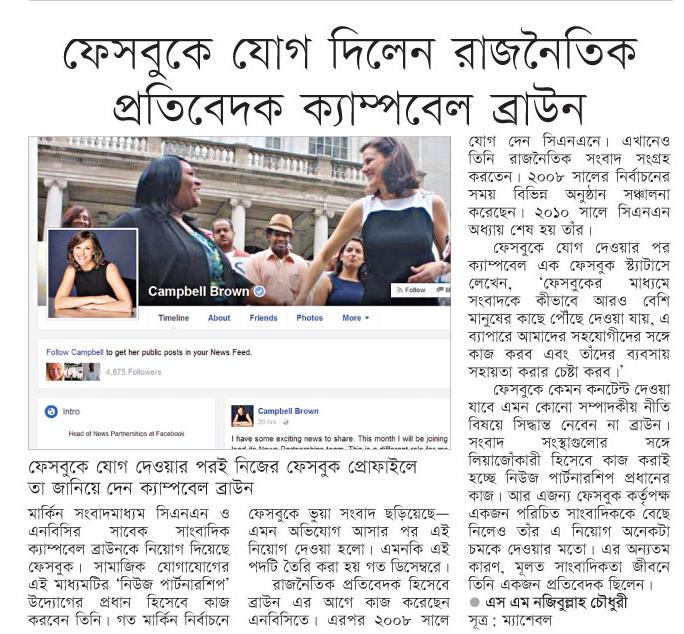 ফেসবুকে যোগ দিলেন রাজনৈতিক
প্রতিবেদক ক্যাম্পবেল ব্রাউন
Campbell Brown
Follow
Timeline About Friends Photos More
Follow Campbell to get her public posts in your News Feed.
4,675 Followers
Intro
Head of News Partnerships at Facebook
Campbell Brown
20 hrs
I have some exciting news to share. This month I will be joining
ফেসবুকে যোগ দেওয়ার পরই নিজের ফেসবুক প্রোফাইলে
তা জানিয়ে দেন ক্যাম্পবেল ব্রাউন
মার্কিন সংবাদমাধ্যম সিএনএন ও
এনবিসির সাবেক সাংবাদিক
ক্যাম্পবেল ব্রাউনকে নিয়োগ দিয়েছে
ফেসবুক। সামাজিক যোগাযোগের
এই মাধ্যমটির ‘নিউজ পার্টনারশিপ’
উদ্যোগের প্রধান হিসেবে কাজ
করবেন তিনি। গত মার্কিন নির্বাচনে
ফেসবুকে ভুয়া সংবাদ ছড়িয়েছে—
এমন অভিযোগ আসার পর এই
নিয়োগ দেওয়া হলো। এমনকি এই
পদটি তৈরি করা হয় গত ডিসেম্বরে।
রাজনৈতিক প্রতিবেদক হিসেবে
ব্রাউন এর আগে কাজ করেছেন
এনবিসিতে। এরপর ২০০৮ সালে
যোগ দেন সিএনএনে। এখানেও
তিনি রাজনৈতিক সংবাদ সংগ্রহ
করতেন। ২০০৮ সালের নির্বাচনের
সময় বিভিন্ন অনুষ্ঠান সঞ্চালনা
করেছেন। ২০১০ সালে সিএনএন
অধ্যায় শেষ হয় তাঁর।
ফেসবুকে যোগ দেওয়ার পর
ক্যাম্পবেল এক ফেসবুক স্ট্যাটাসে
লেখেন, ‘ফেসবুকের মাধ্যমে
সংবাদকে কীভাবে আরও বেশি
মানুষের কাছে পৌঁছে দেওয়া যায়, এ
ব্যাপারে আমাদের সহযোগীদের সঙ্গে
কাজ করব এবং তাঁদের ব্যবসায়
সহায়তা করার চেষ্টা করব।’
ফেসবুকে কেমন কনটেন্ট দেওয়া
যাবে এমন কোনো সম্পাদকীয় নীতি
বিষয়ে সিদ্ধান্ত নেবেন না ব্রাউন।
সংবাদ সংস্থাগুলোর সঙ্গে
লিয়াজোঁকারী হিসেবে কাজ করাই
হচ্ছে নিউজ পার্টনারশিপ প্রধানের
কাজ। আর এজন্য ফেসবুক কর্তৃপক্ষ
একজন পরিচিত সাংবাদিককে বেছে
নিলেও তাঁর এ নিয়োগ অনেকটা
চমকে দেওয়ার মতো। এর অন্যতম
কারণ, মূলত সাংবাদিকতা জীবনে
তিনি একজন প্রতিবেদক ছিলেন।
● এস এম নজিবুল্লাহ চৌধুরী
সূত্র : ম্যাশেবল